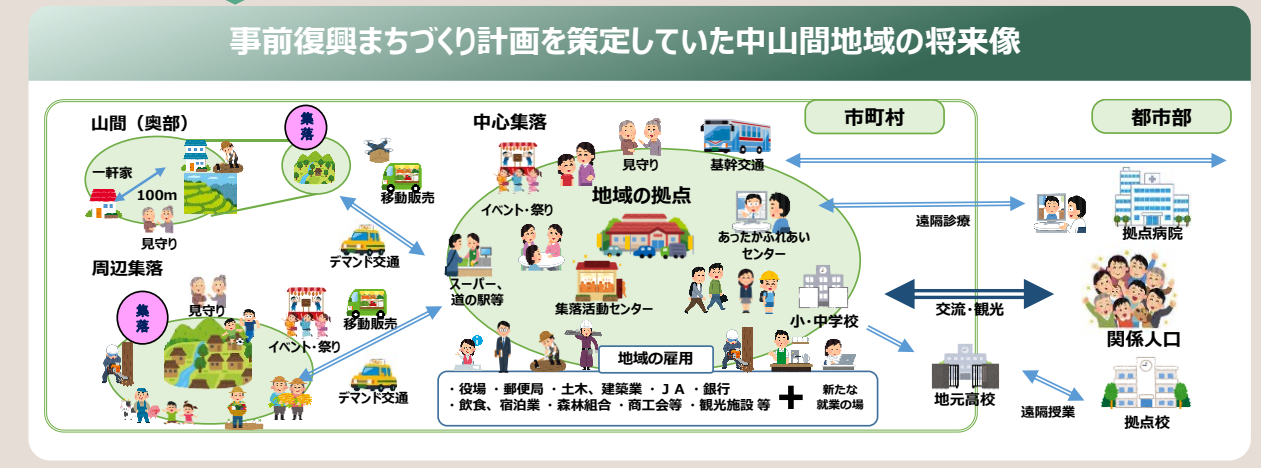 事前復興まちづくり計画を策定していた中山間地域の将来像
市町村
都市部
山間（奥部）
集
落
一軒家
100m
見守り
移動販売
デマンド交通
周辺集落
集
落
見守り
イベント・祭り
移動販売
デマンド交通
中心集落
見守り
基幹交通
イベント・祭り
地域の拠点
あったかふれあい
センター
スーパー、
道の駅等
集落活動センター
小・中学校
地域の雇用
・役場 ・郵便局 ・土木、建築業 ・ＪＡ ・銀行
・飲食、宿泊業 ・森林組合 ・商工会等 ・観光施設 等
＋
新たな
就業の場
遠隔診療
拠点病院
交流・観光
関係人口
地元高校
遠隔授業
拠点校